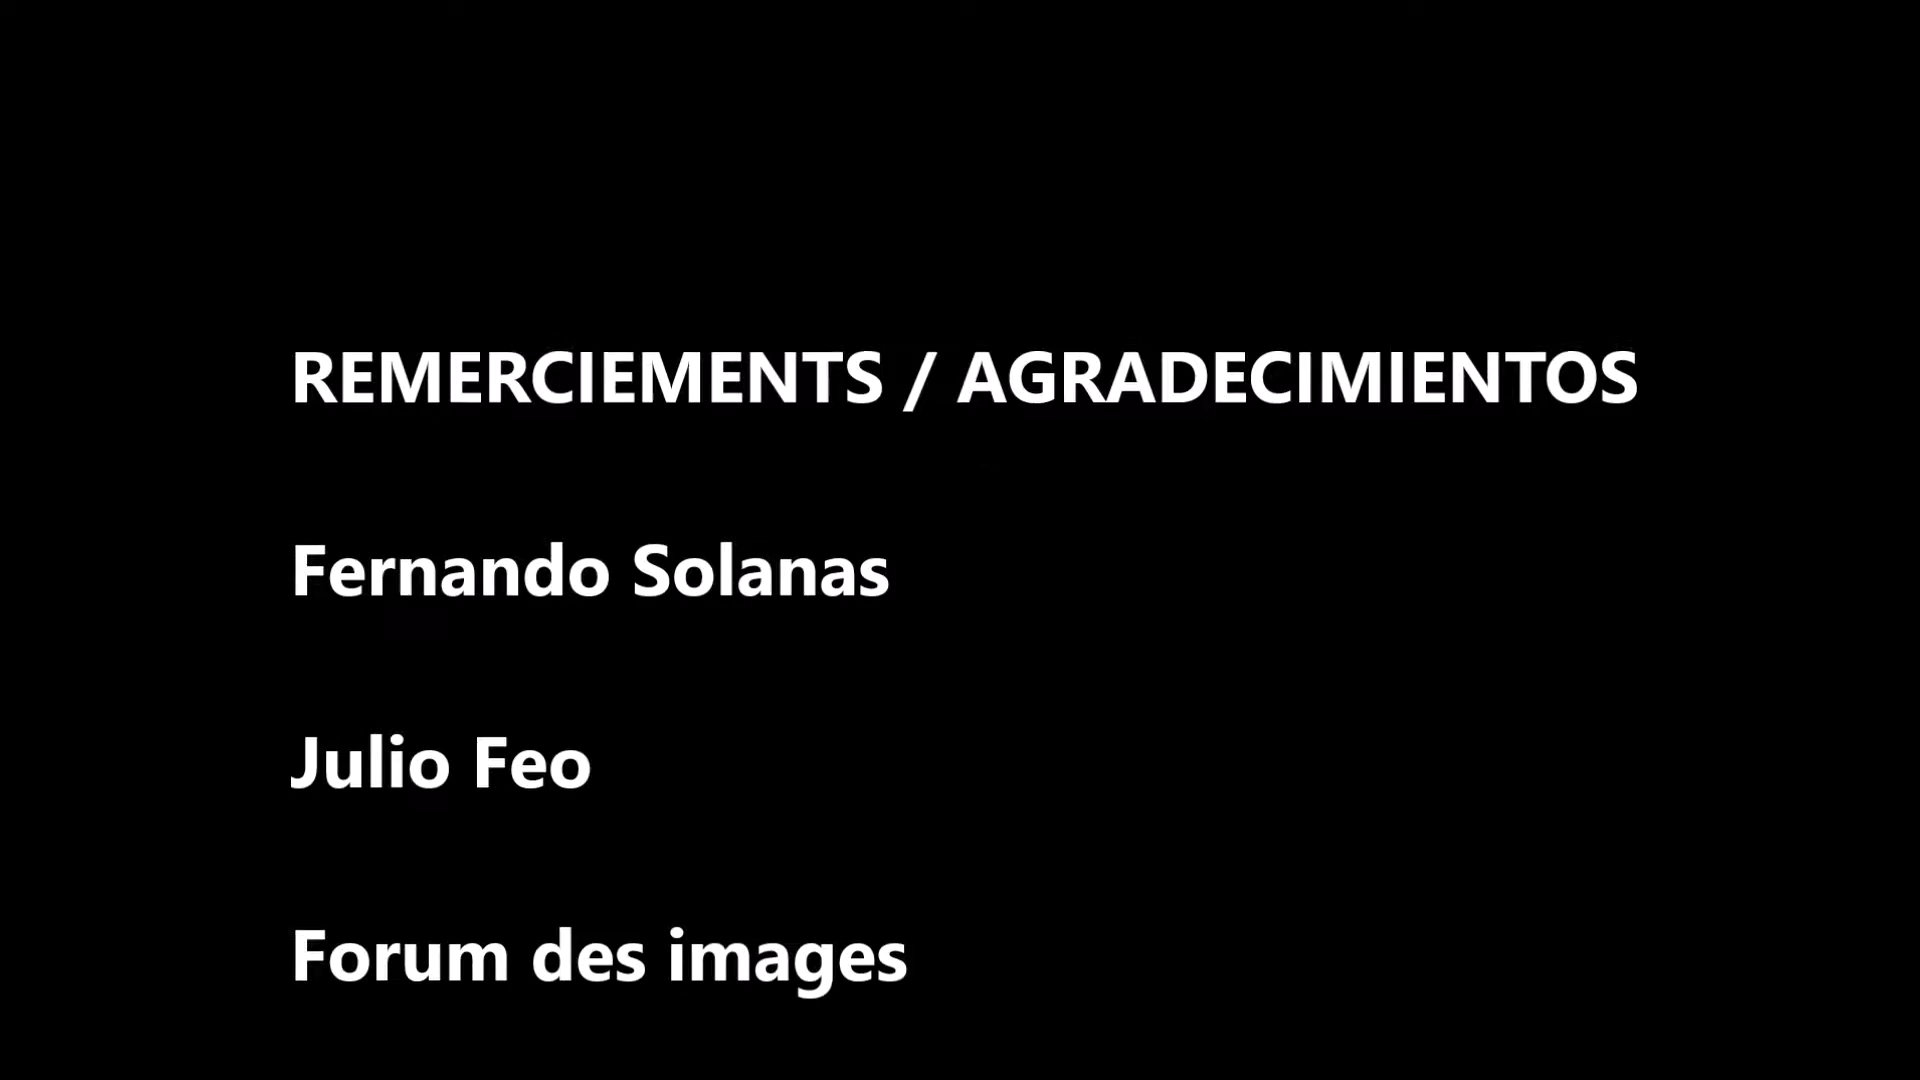 REMERCIEMENTS / AGRADECIMIENTOS
Fernando Solanas
Julio Feo
Forum des images